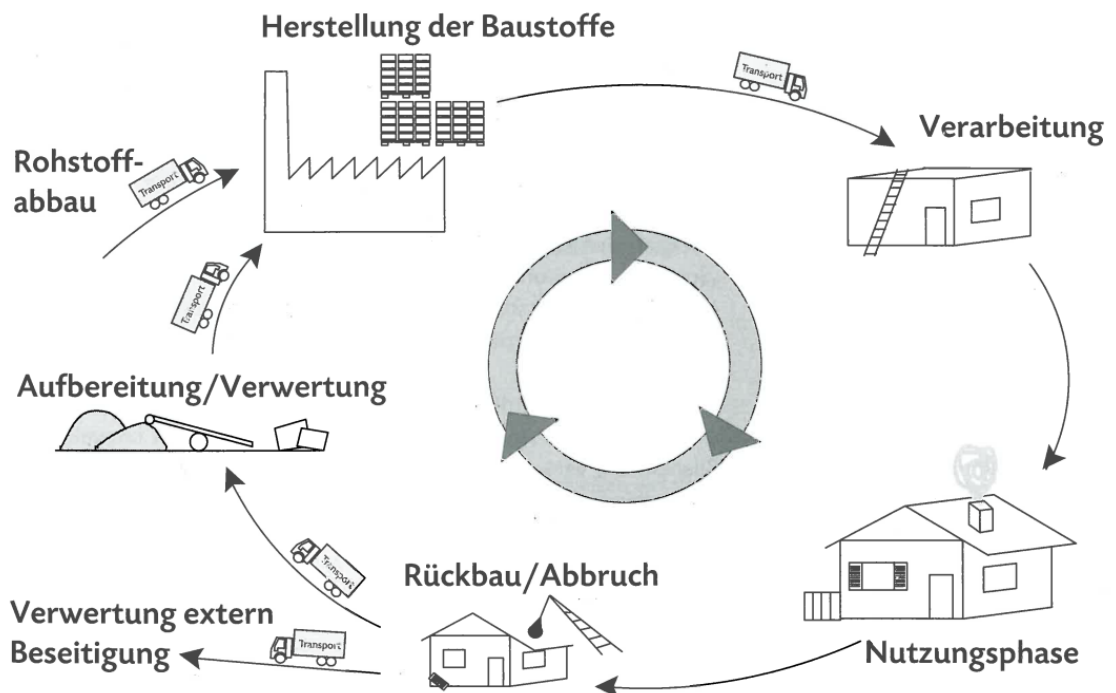 Herstellung der Baustoffe
Transport
Verarbeitung
Rohstoff-
abbau
Transport
Transport
Aufbereitung/Verwertung
Transport
Rückbau/Abbruch
Verwertung extern
Beseitigung
Transport
Nutzungsphase